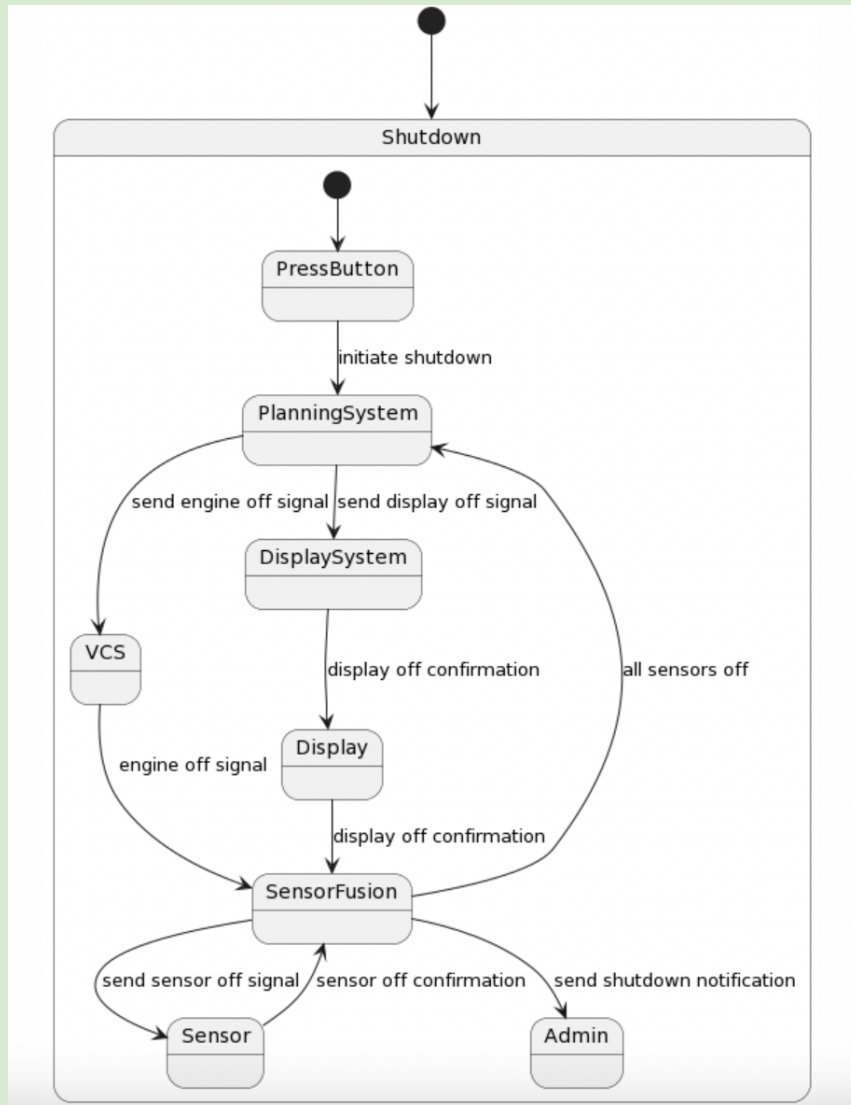 Shutdown
PressButton
initiate shutdown
PlanningSystem
send engine off signal
send display off signal
DisplaySystem
VCS
display off confirmation
all sensors off
Display
engine off signal
display off confirmation
SensorFusion
send sensor off signal
sensor off confirmation
send shutdown notification
Sensor
Admin